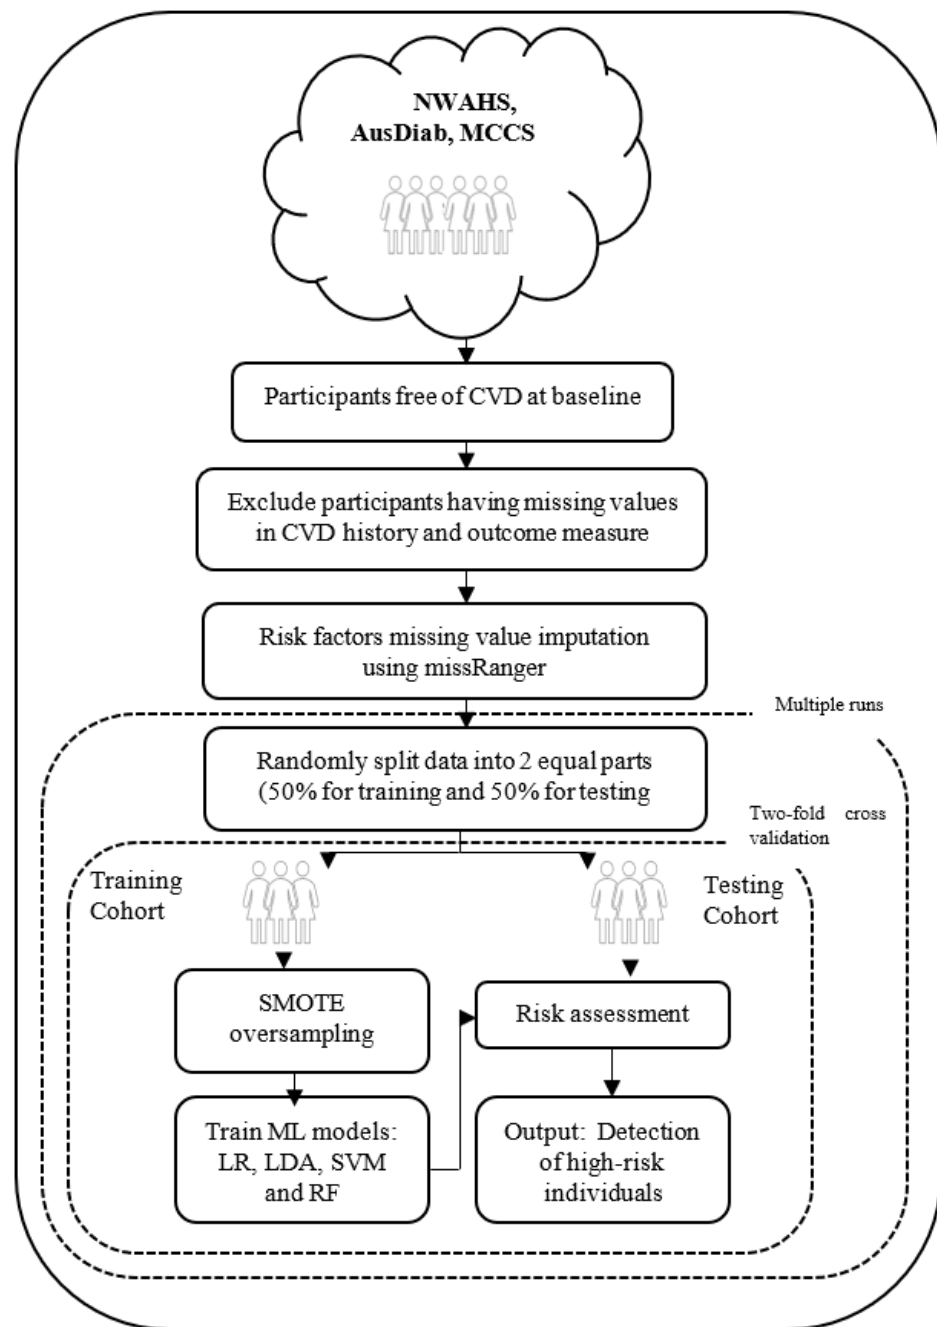 NWAHS,
AusDiab, MCCS
Participants free of CVD at baseline
Exclude participants having missing values
in CVD history and outcome measure
Risk factors missing value imputation
using missRanger
Multiple runs
Randomly split data into 2 equal parts
(50% for training and 50% for testing
Two-fold cross
validation
Training
Cohort
Testing
Cohort
SMOTE
oversampling
Risk assessment
Train ML models:
LR, LDA, SVM
and RF
Output: Detection
of high-risk
individuals